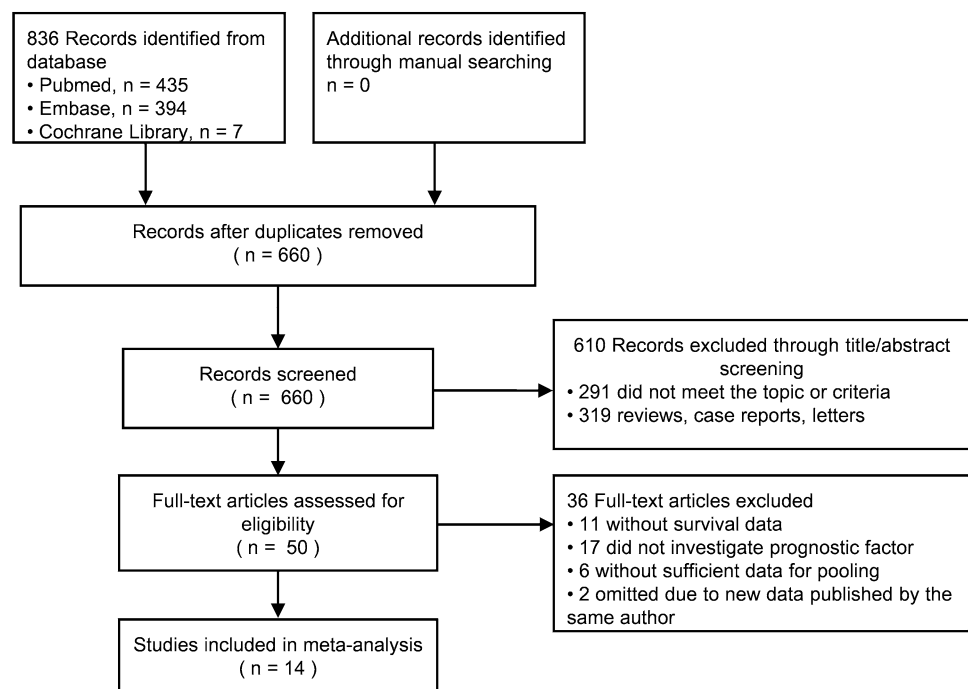 836 Records identified from
database
• Pubmed, n = 435
• Embase, n = 394
• Cochrane Library, n = 7
Additional records identified
through manual searching
n = 0
Records after duplicates removed
( n = 660 )
Records screened
( n = 660)
610 Records excluded through title/abstract
screening
• 291 did not meet the topic or criteria
• 319 reviews, case reports, letters
Full-text articles assessed for
eligibility
( n = 50 )
36 Full-text articles excluded
• 11 without survival data
• 17 did not investigate prognostic factor
• 6 without sufficient data for pooling
• 2 omitted due to new data published by the
same author
Studies included in meta-analysis
( n = 14 )